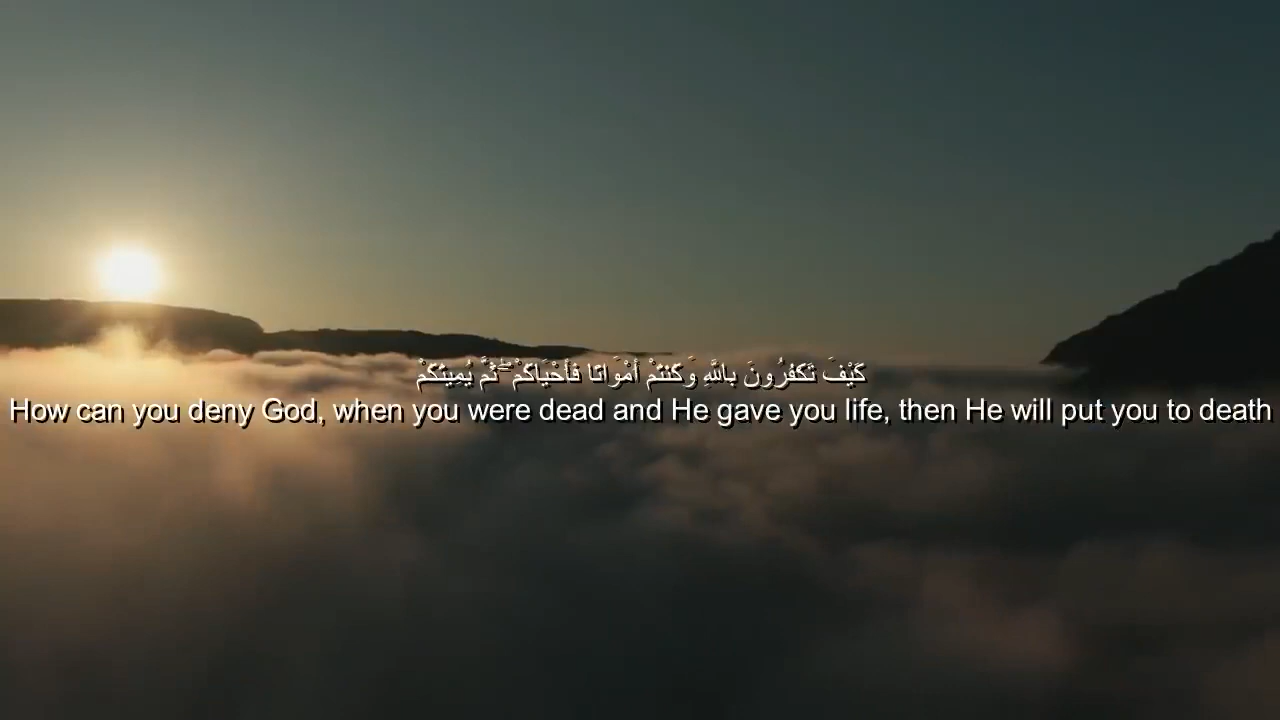 كَيْفَ تَكْفُرُونَ بِاللَّهِ وَكُنتُمْ أَمْوَاتًا فَأَحْيَاكُمْ ۖ ثُمَّ يُمِيتُكُمْ
How can you deny God, when you were dead and He gave you life, then He will put you to death